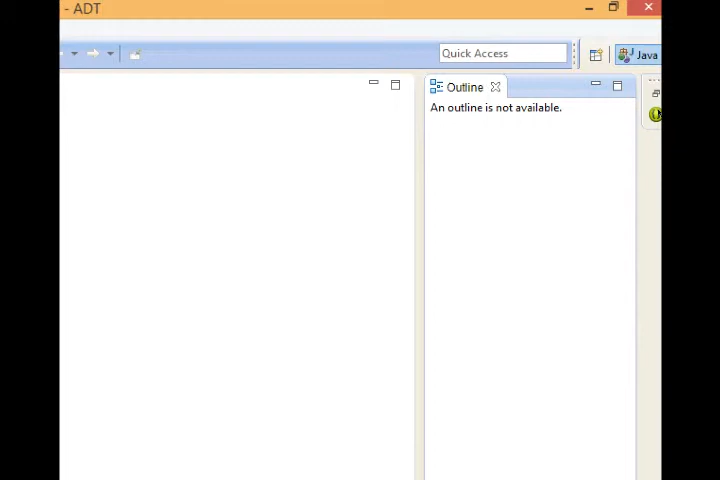 - ADT
Quick Access
Java
Outline
An outline is not available.